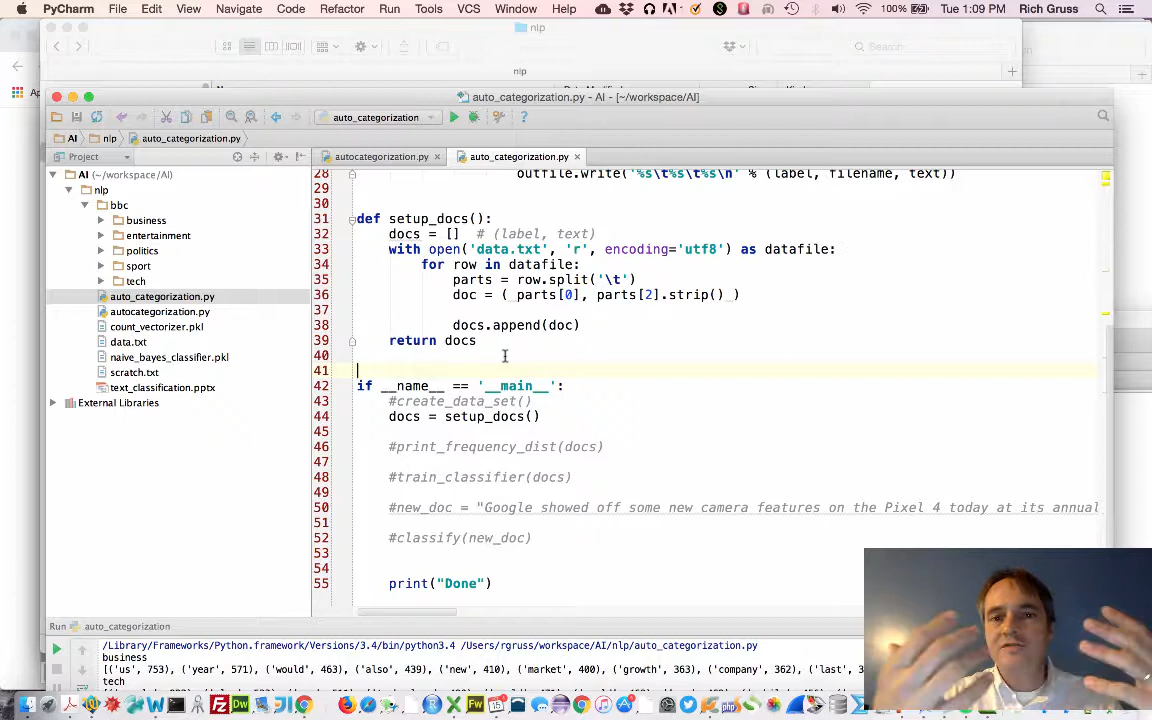 PyCharm File Edit View Navigate Code Refactor Run Tools VCS Window Help 100% Tue 1:09 PM Rich Gruss
nlp
Search
nlp
auto_categorization.py - AI - [~/workspace/AI]
auto_categorization
AI nlp auto_categorization.py
Project
autocategorization.py auto_categorization.py
AI (~/workspace/AI)
nlp
bbc
business
entertainment
politics
sport
tech
auto_categorization.py
autocategorization.py
count_vectorizer.pkl
data.txt
naive_bayes_classifier.pkl
scratch.txt
text_classification.pptx
External Libraries
28 outfile.write('%s\t%s\t%s\n' % (label, filename, text))
29
30
31 def setup_docs():
32 docs = [] # (label, text)
33 with open('data.txt', 'r', encoding='utf8') as datafile:
34 for row in datafile:
35 parts = row.split('\t')
36 doc = ( parts[0], parts[2].strip() )
37
38 docs.append(doc)
39 return docs
40
41
42 if __name__ == '__main__':
43 #create_data_set()
44 docs = setup_docs()
45
46 #print_frequency_dist(docs)
47
48 #train_classifier(docs)
49
50 #new_doc = "Google showed off some new camera features on the Pixel 4 today at its annual
51
52 #classify(new_doc)
53
54
55 print("Done")
Run auto_categorization
/Library/Frameworks/Python.framework/Versions/3.4/bin/python3.4 /Users/rgruss/workspace/AI/nlp/auto_categorization.py
business
[('us', 753), ('year', 571), ('would', 463), ('also', 439), ('new', 410), ('market', 400), ('growth', 363), ('company', 362), ('last', 3
tech